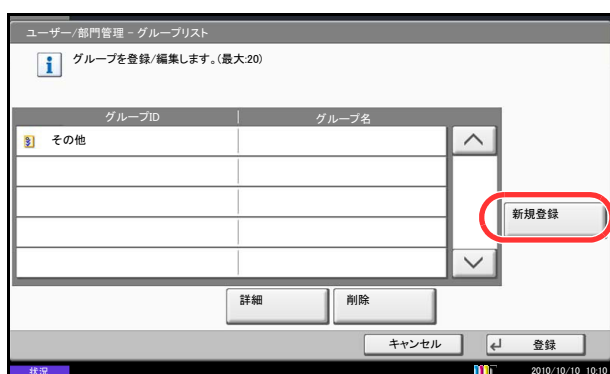 ユーザー/部門管理 - グループリスト
グループを登録/編集します。(最大:20)
グループID グループ名
その他
新規登録
詳細 削除
キャンセル 登録
状況 2010/10/10 10:10